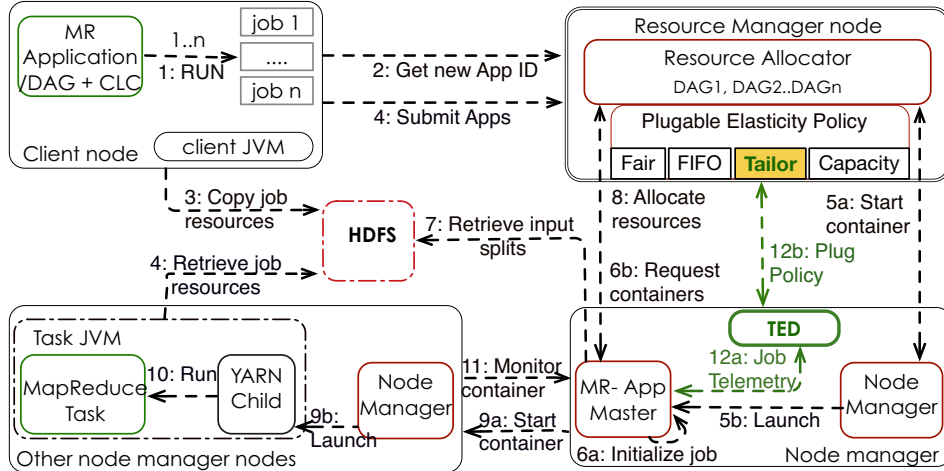 MR
Application
/DAG + CLC
1..n
1: RUN
job 1
....
job n
client JVM
Client node
2: Get new App ID
4: Submit Apps
Resource Manager node
Resource Allocator
DAG1, DAG2..DAGn
Plugable Elasticity Policy
Fair
FIFO
Tailor
Capacity
3: Copy job
resources
HDFS
7: Retrieve input
splits
8: Allocate
resources
5a: Start
container
4: Retrieve job
resources
6b: Request
containers
12b: Plug
Policy
Task JVM
MapReduce
Task
10: Run
YARN
Child
9b:
Launch
Node
Manager
Other node manager nodes
11: Monitor
container
9a: Start
container
TED
12a: Job
Telemetry
MR- App
Master
5b: Launch
Node
Manager
6a: Initialize job
Node manager